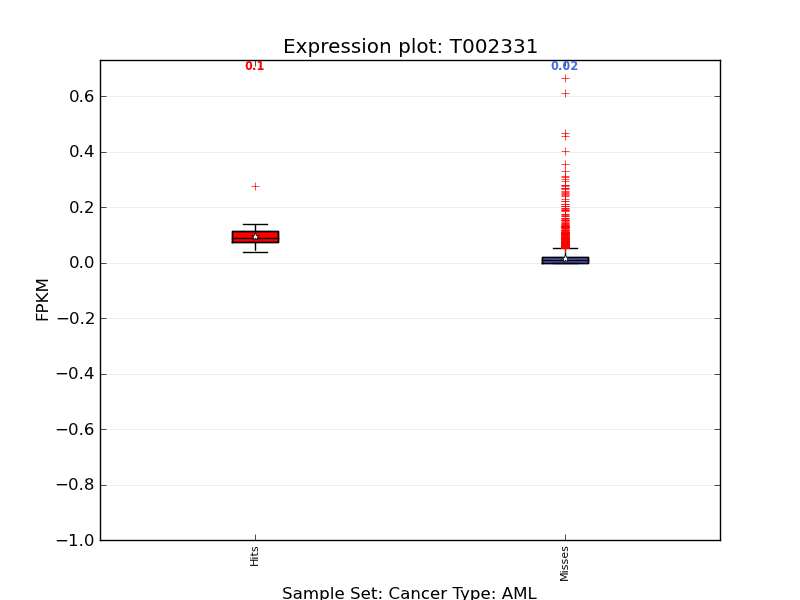 Expression plot: T002331
0.1
0.02
0.6
0.4
0.2
0.0
−0.2
−0.4
−0.6
−0.8
−1.0
FPKM
Hits
Misses
Sample Set: Cancer Type: AML